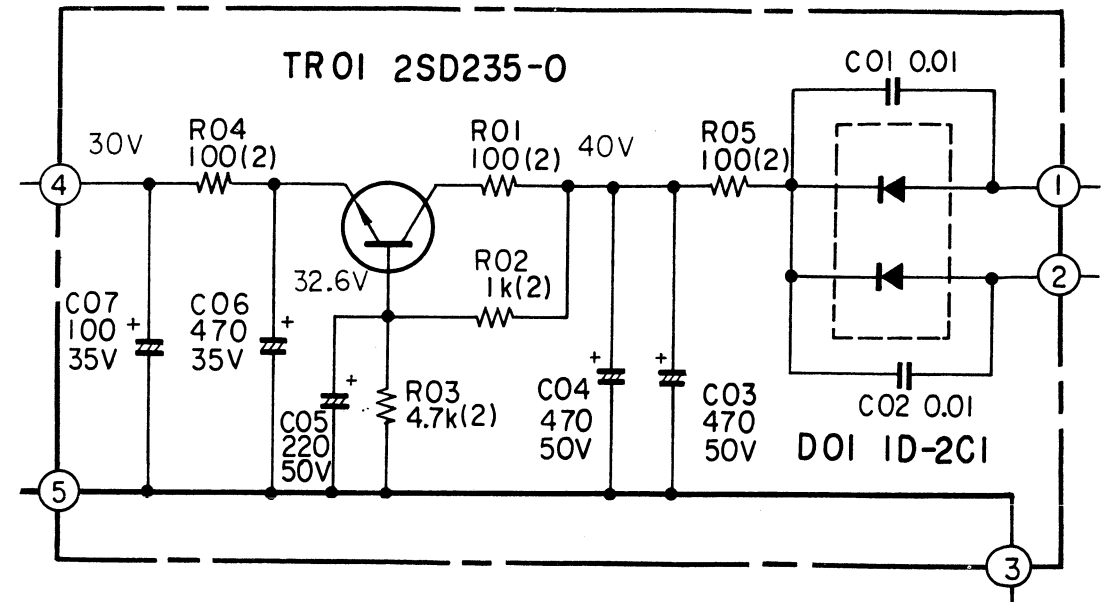 TR01 2SD235-O
C01 0.01
30V
R04
100(2)
R01
100(2)
40V
R05
100(2)
4
1
2
32.6V
R02
1k(2)
C07
100
35V
+
C06
470
35V
+
C05
220
50V
+
R03
4.7k(2)
C04
470
50V
+
C03
470
50V
+
C02 0.01
D01 1D-2C1
5
3